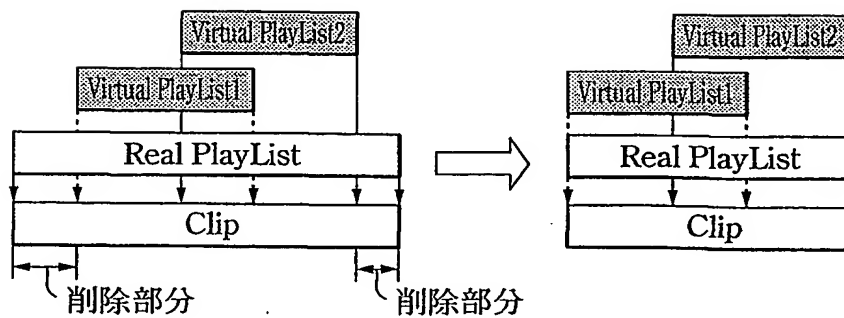 Virtual PlayList2
Virtual PlayList1
Real PlayList
Clip
削除部分
削除部分
Virtual PlayList2
Virtual PlayList1
Real PlayList
Clip